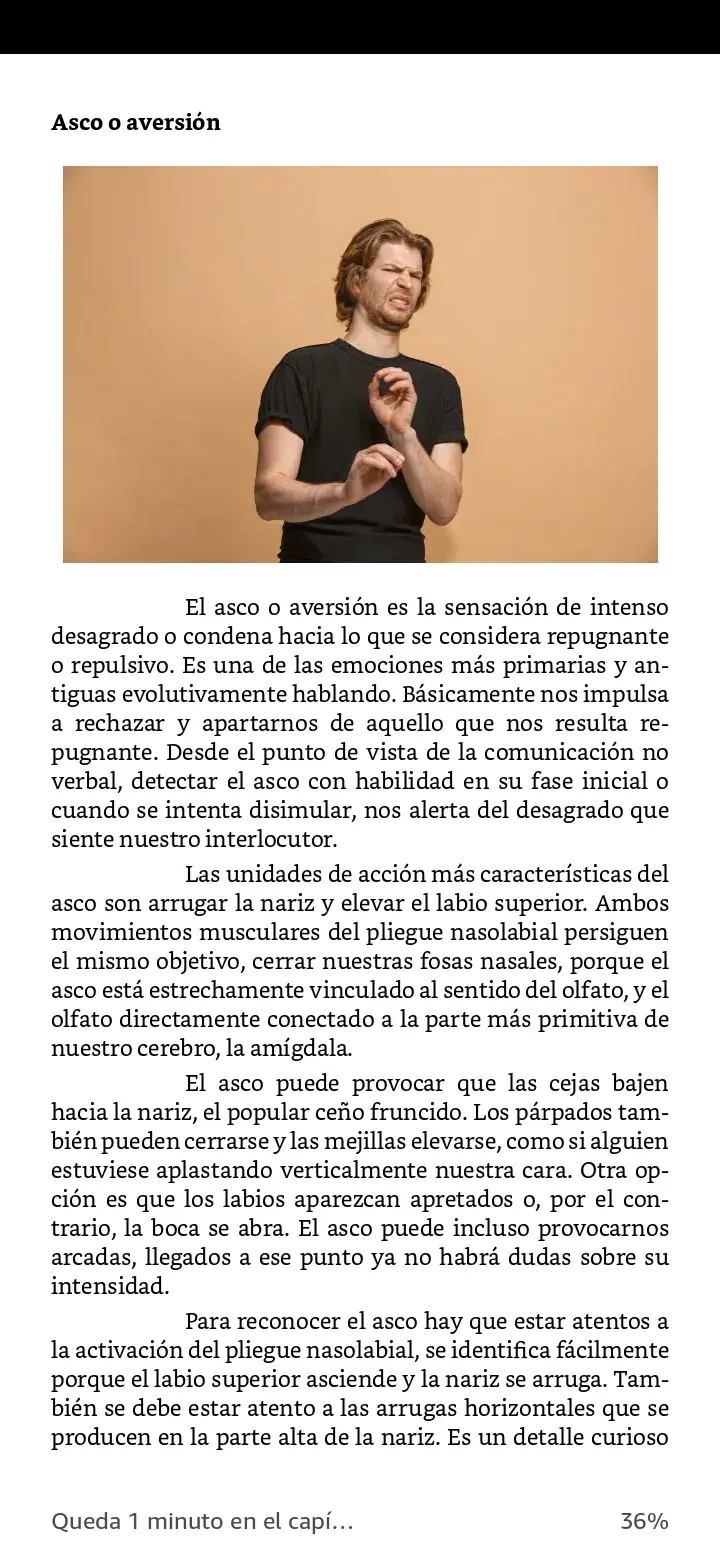 Asco o aversión
El asco o aversión es la sensación de intenso
desagrado o condena hacia lo que se considera repugnante
o repulsivo. Es una de las emociones más primarias y an-
tiguas evolutivamente hablando. Básicamente nos impulsa
a rechazar y apartarnos de aquello que nos resulta re-
pugnante. Desde el punto de vista de la comunicación no
verbal, detectar el asco con habilidad en su fase inicial o
cuando se intenta disimular, nos alerta del desagrado que
siente nuestro interlocutor.
Las unidades de acción más características del
asco son arrugar la nariz y elevar el labio superior. Ambos
movimientos musculares del pliegue nasolabial persiguen
el mismo objetivo, cerrar nuestras fosas nasales, porque el
asco está estrechamente vinculado al sentido del olfato, y el
olfato directamente conectado a la parte más primitiva de
nuestro cerebro, la amígdala.
El asco puede provocar que las cejas bajen
hacia la nariz, el popular ceño fruncido. Los párpados tam-
bién pueden cerrarse y las mejillas elevarse, como si alguien
estuviese aplastando verticalmente nuestra cara. Otra op-
ción es que los labios aparezcan apretados o, por el con-
trario, la boca se abra. El asco puede incluso provocarnos
arcadas, llegados a ese punto ya no habrá dudas sobre su
intensidad.
Para reconocer el asco hay que estar atentos a
la activación del pliegue nasolabial, se identifica fácilmente
porque el labio superior asciende y la nariz se arruga. Tam-
bién se debe estar atento a las arrugas horizontales que se
producen en la parte alta de la nariz. Es un detalle curioso
Queda 1 minuto en el capí… 36%